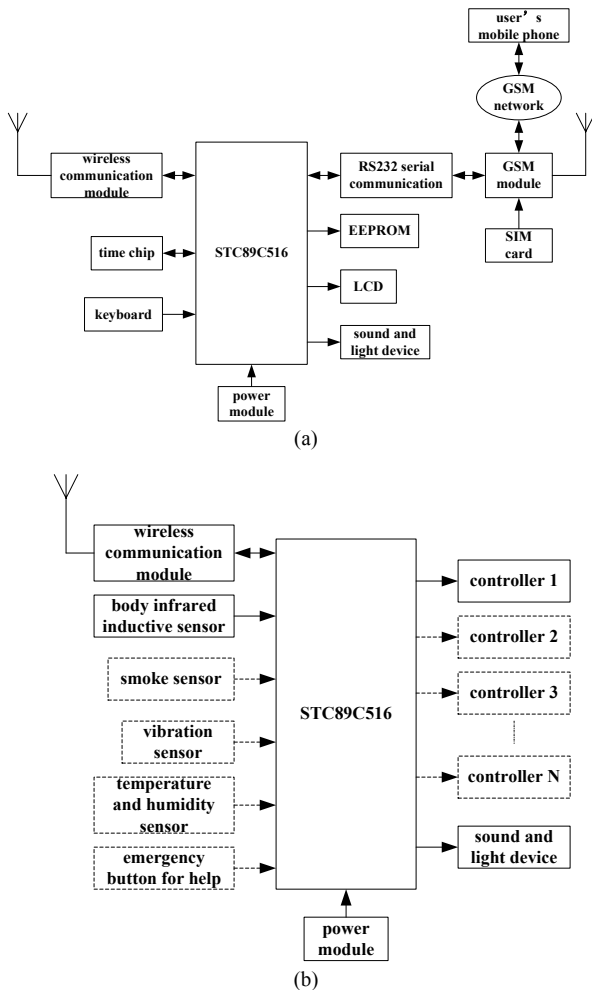 user’s
mobile phone
GSM
network
wireless
communication
module
RS232 serial
communication
GSM
module
EEPROM
SIM
card
time chip
STC89C516
LCD
keyboard
sound and
light device
power
module
(a)
wireless
communication
module
controller 1
body infrared
inductive sensor
controller 2
smoke sensor
controller 3
STC89C516
vibration
sensor
controller N
temperature
and humidity
sensor
sound and
light device
emergency
button for help
power
module
(b)